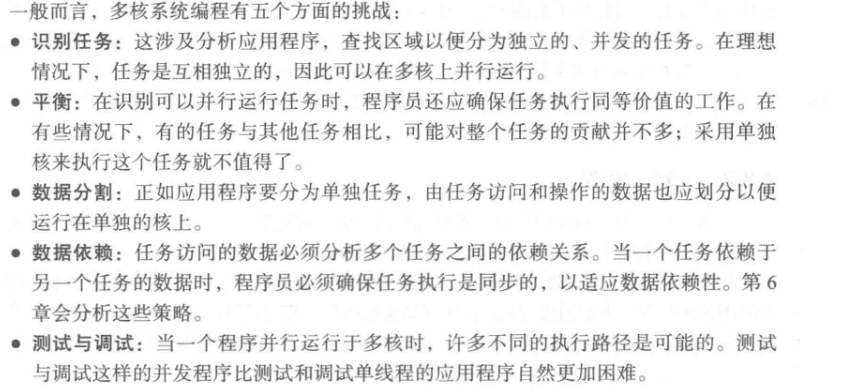 一般而言，多核系统编程有五个方面的挑战：
● 识别任务：这涉及分析应用程序，查找区域以便分为独立的、并发的任务。在理想
情况下，任务是互相独立的，因此可以在多核上并行运行。
● 平衡：在识别可以并行运行任务时，程序员还应确保任务执行同等价值的工作。在
有些情况下，有的任务与其他任务相比，可能对整个任务的贡献并不多；采用单独
核来执行这个任务就不值得了。
● 数据分割：正如应用程序要分为单独任务，由任务访问和操作的数据也应划分以便
运行在单独的核上。
● 数据依赖：任务访问的数据必须分析多个任务之间的依赖关系。当一个任务依赖于
另一个任务的数据时，程序员必须确保任务执行是同步的，以适应数据依赖性。第 6
章会分析这些策略。
● 测试与调试：当一个程序并行运行于多核时，许多不同的执行路径是可能的。测试
与调试这样的并发程序比测试和调试单线程的应用程序自然更加困难。